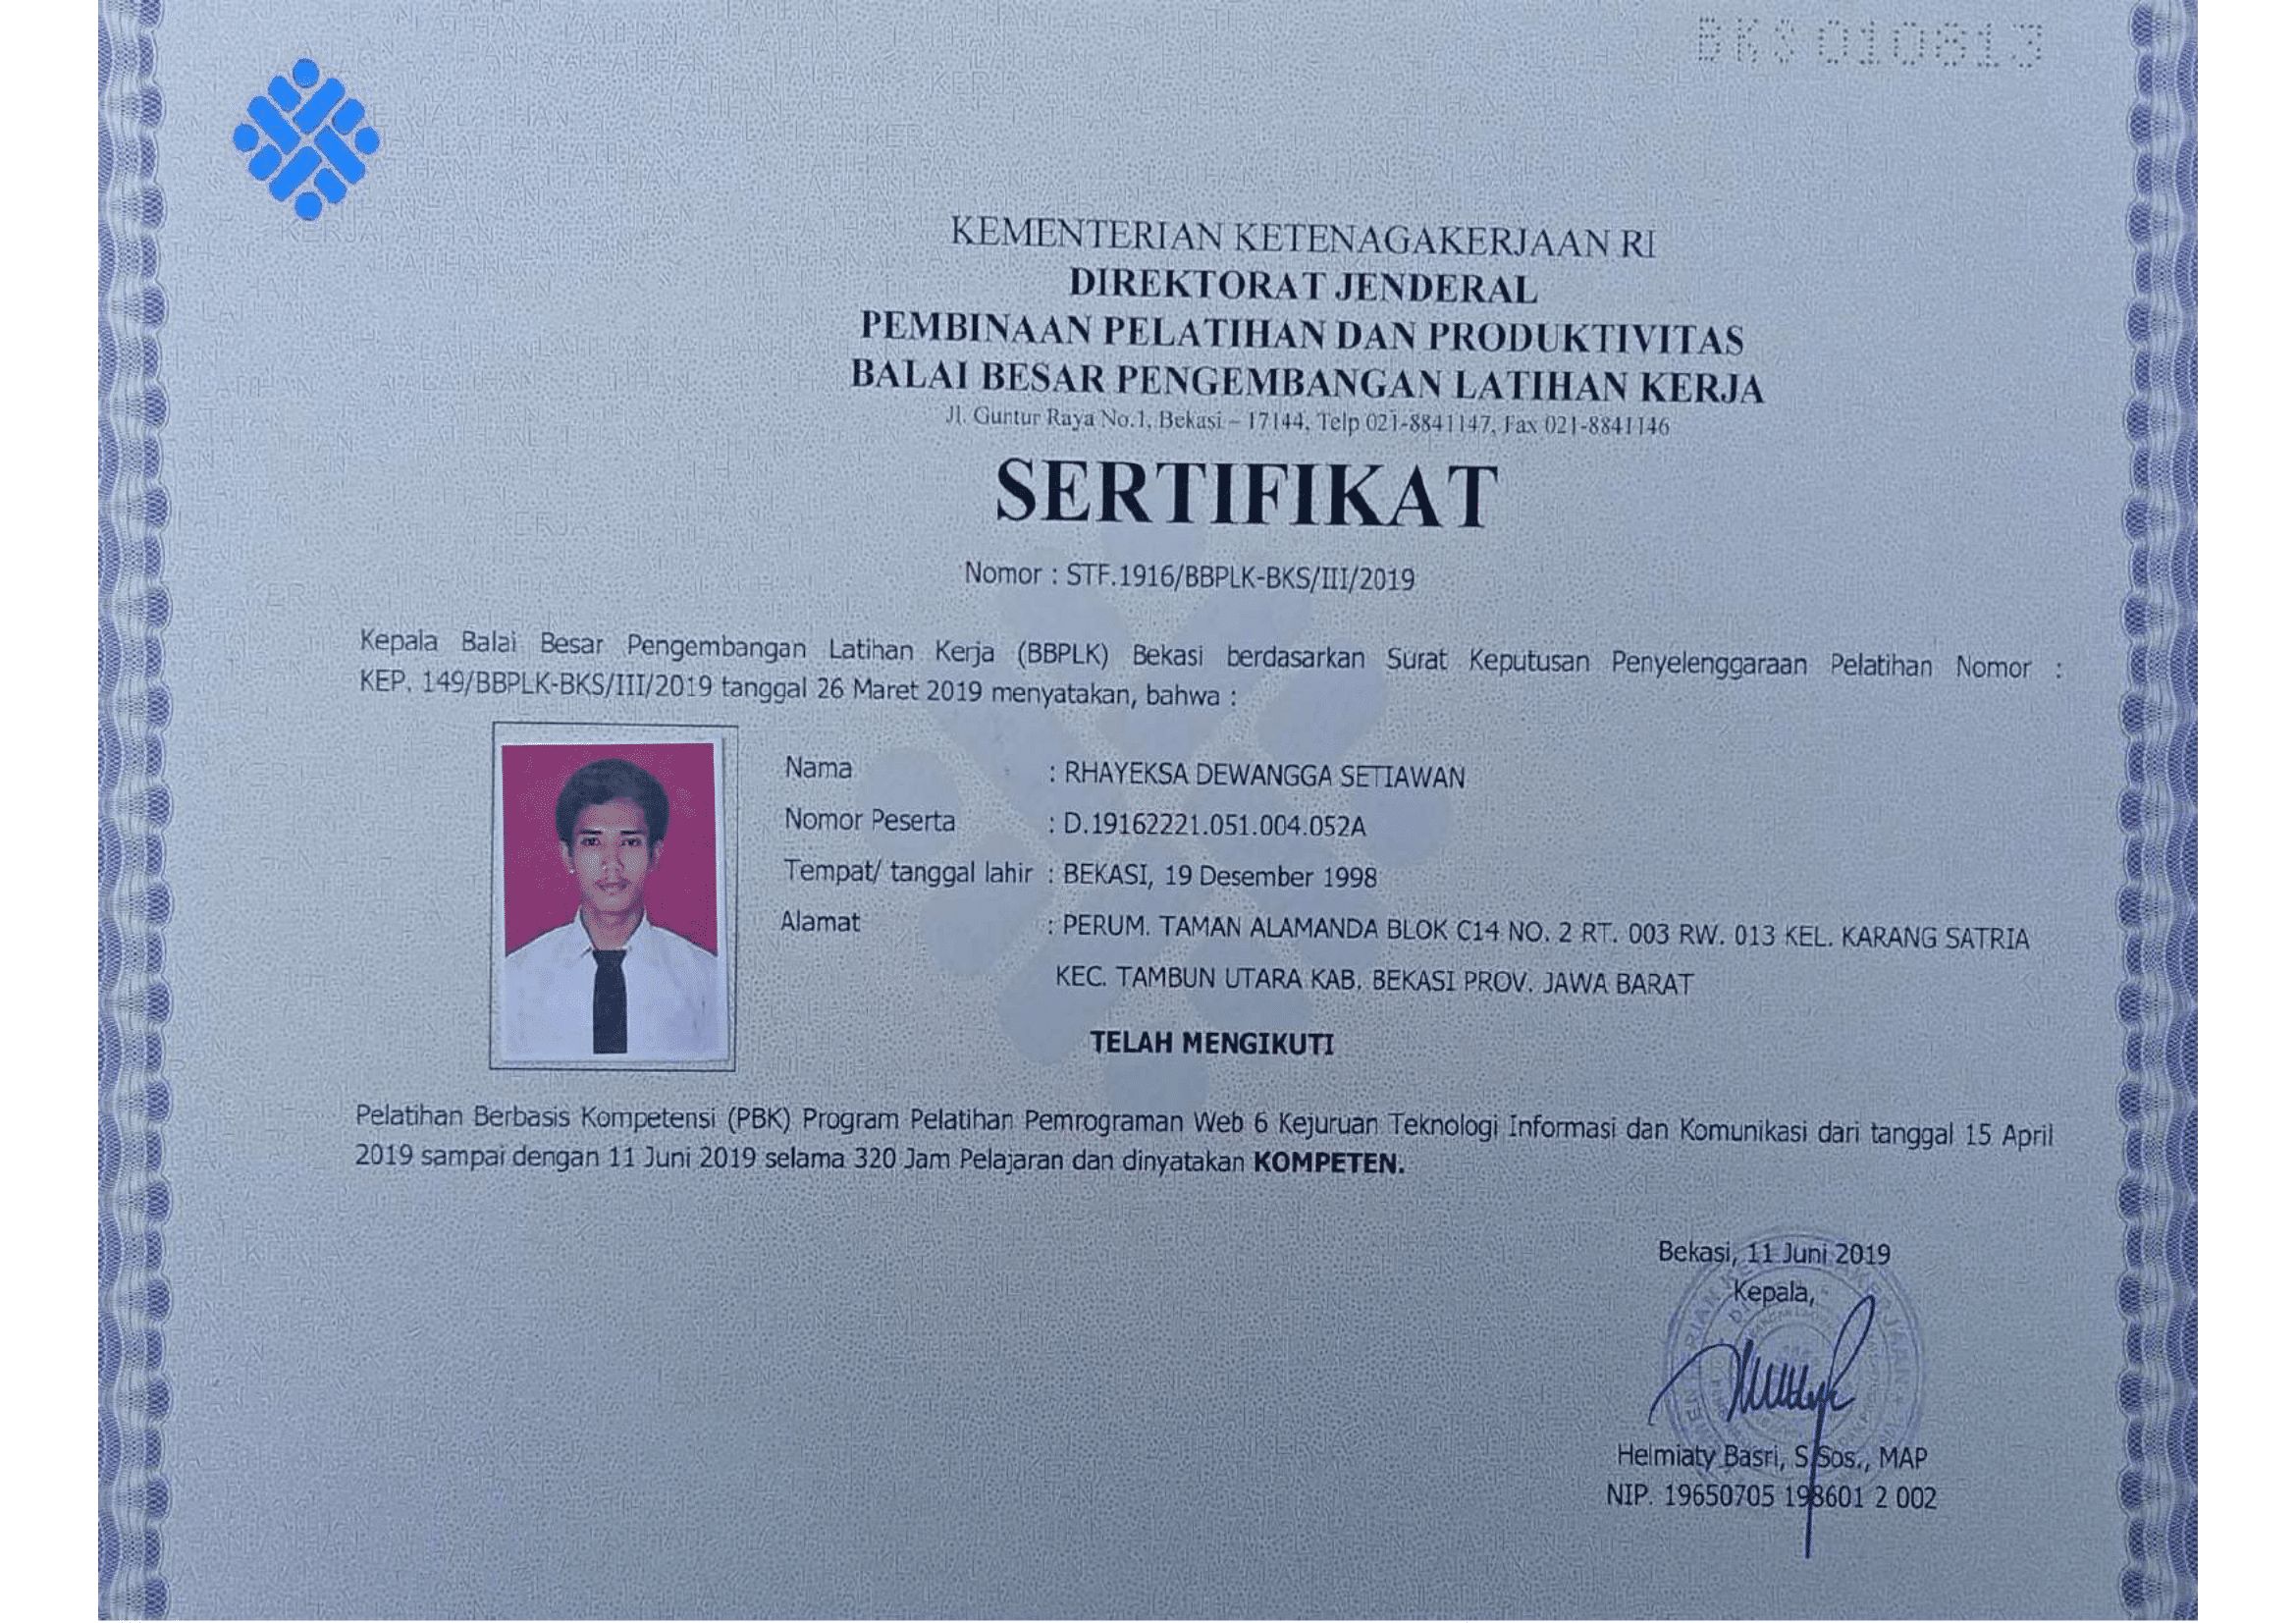 BKS 010813
KEMENTERIAN KETENAGAKERJAAN RI
DIREKTORAT JENDERAL
PEMBINAAN PELATIHAN DAN PRODUKTIVITAS
BALAI BESAR PENGEMBANGAN LATIHAN KERJA
Jl. Guntur Raya No.1, Bekasi – 17144, Telp 021-8841147, Fax 021-8841146
SERTIFIKAT
Nomor : STF.1916/BBPLK-BKS/III/2019
Kepala Balai Besar Pengembangan Latihan Kerja (BBPLK) Bekasi berdasarkan Surat Keputusan Penyelenggaraan Pelatihan Nomor :
KEP. 149/BBPLK-BKS/III/2019 tanggal 26 Maret 2019 menyatakan, bahwa :
Nama : RHAYEKSA DEWANGGA SETIAWAN
Nomor Peserta : D.19162221.051.004.052A
Tempat/ tanggal lahir : BEKASI, 19 Desember 1998
Alamat : PERUM. TAMAN ALAMANDA BLOK C14 NO. 2 RT. 003 RW. 013 KEL. KARANG SATRIA
KEC. TAMBUN UTARA KAB. BEKASI PROV. JAWA BARAT
TELAH MENGIKUTI
Pelatihan Berbasis Kompetensi (PBK) Program Pelatihan Pemrograman Web 6 Kejuruan Teknologi Informasi dan Komunikasi dari tanggal 15 April
2019 sampai dengan 11 Juni 2019 selama 320 Jam Pelajaran dan dinyatakan KOMPETEN.
Bekasi, 11 Juni 2019
Kepala,
Helmiaty Basri, S.Sos., MAP
NIP. 19650705 198601 2 002